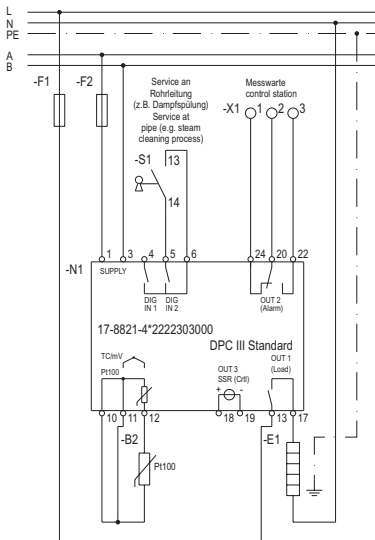 L
N
PE
A
B
-F1
-F2
Service an
Rohrleitung
(z.B. Dampfspülung)
Service at
pipe (e.g. steam
cleaning process)
Messwarte
control station
-X1 1 2 3
-S1
13
14
1 3 4 5 6 24 20 22
-N1
SUPPLY
DIG
IN 1
DIG
IN 2
OUT 2
(Alarm)
17-8821-4*2222303000
DPC III Standard
TC/mV
Pt100
OUT 3
SSR (Crtl)
+ -
OUT 1
(Load)
10 11 12 18 19 13 17
-B2
-E1
Pt100